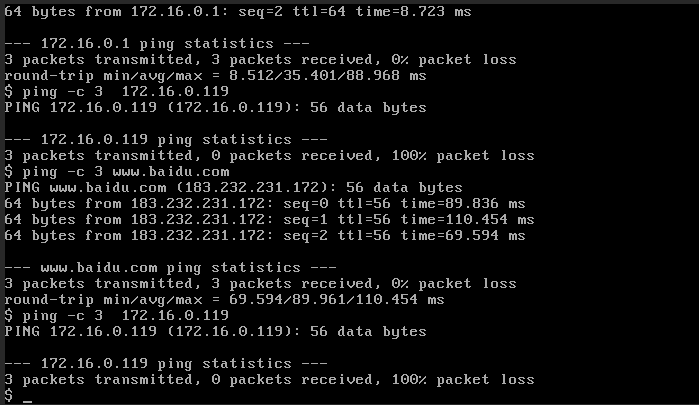 64 bytes from 172.16.0.1: seq=2 ttl=64 time=8.723 ms
--- 172.16.0.1 ping statistics ---
3 packets transmitted, 3 packets received, 0% packet loss
round-trip min/avg/max = 8.512/35.401/88.968 ms
$ ping -c 3  172.16.0.119
PING 172.16.0.119 (172.16.0.119): 56 data bytes
--- 172.16.0.119 ping statistics ---
3 packets transmitted, 0 packets received, 100% packet loss
$ ping -c 3 www.baidu.com
PING www.baidu.com (183.232.231.172): 56 data bytes
64 bytes from 183.232.231.172: seq=0 ttl=56 time=89.836 ms
64 bytes from 183.232.231.172: seq=1 ttl=56 time=110.454 ms
64 bytes from 183.232.231.172: seq=2 ttl=56 time=69.594 ms
--- www.baidu.com ping statistics ---
3 packets transmitted, 3 packets received, 0% packet loss
round-trip min/avg/max = 69.594/89.961/110.454 ms
$ ping -c 3  172.16.0.119
PING 172.16.0.119 (172.16.0.119): 56 data bytes
--- 172.16.0.119 ping statistics ---
3 packets transmitted, 0 packets received, 100% packet loss
$ _